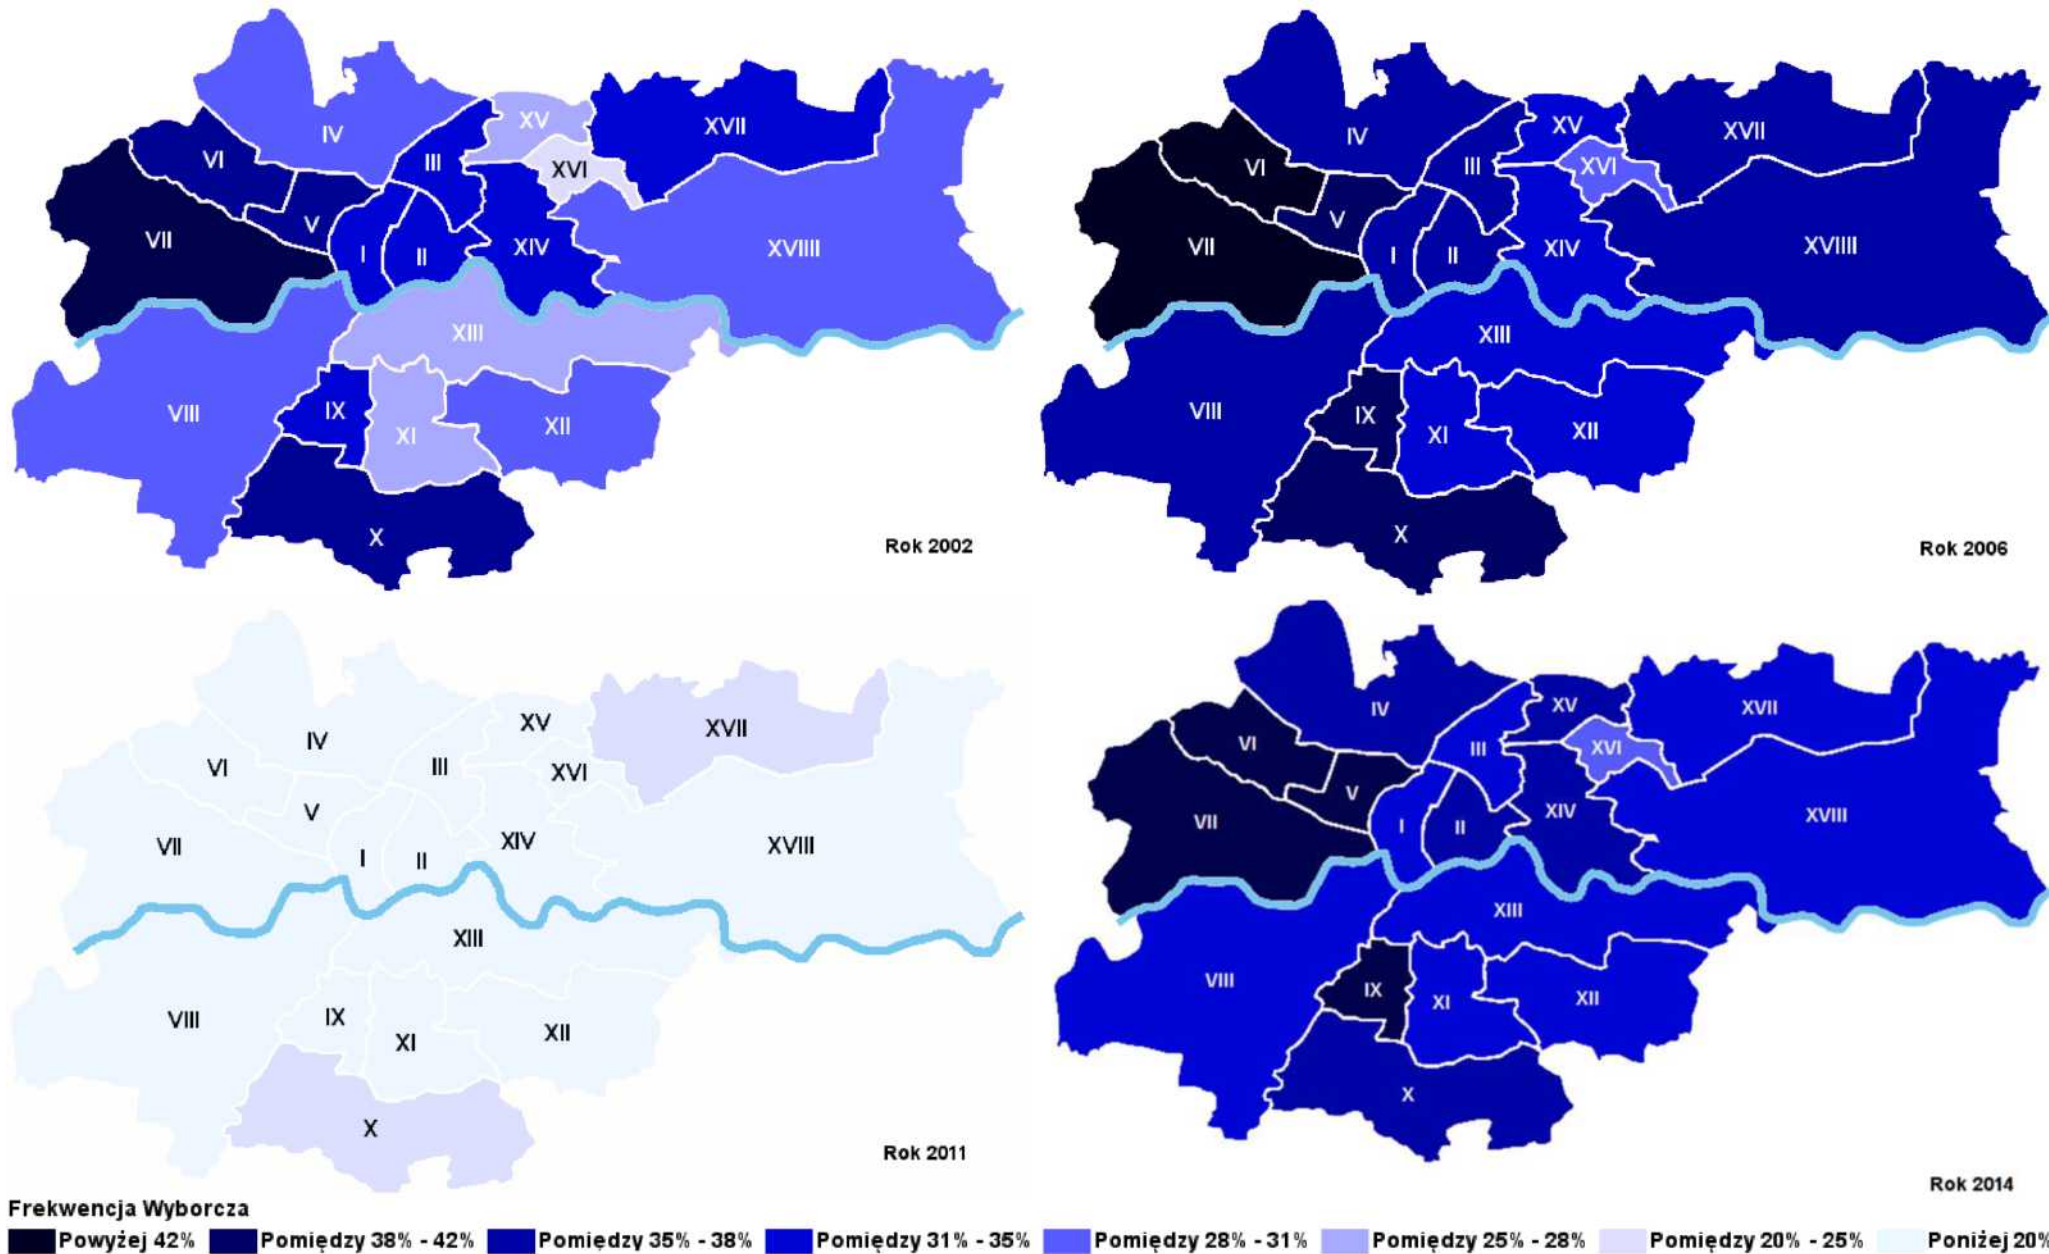 IV
XV
XVII
III
VI
XVI
V
VII
I
II
XIV
XVIIII
XIII
VIII
IX
XI
XII
X
Rok 2002
IV
XV
XVII
III
VI
XVI
V
VII
I
II
XIV
XVIIII
XIII
VIII
IX
XI
XII
X
Rok 2006
IV
XV
XVII
VI
III
XVI
V
VII
I
II
XIV
XVIII
XIII
VIII
IX
XI
XII
X
Rok 2011
IV
XV
XVII
VI
III
XVI
V
VII
I
II
XIV
XVIII
XIII
VIII
IX
XI
XII
X
Rok 2014
Frekwencja Wyborcza
Powyżej 42% Pomiędzy 38% - 42% Pomiędzy 35% - 38% Pomiędzy 31% - 35% Pomiędzy 28% - 31% Pomiędzy 25% - 28% Pomiędzy 20% - 25% Poniżej 20%